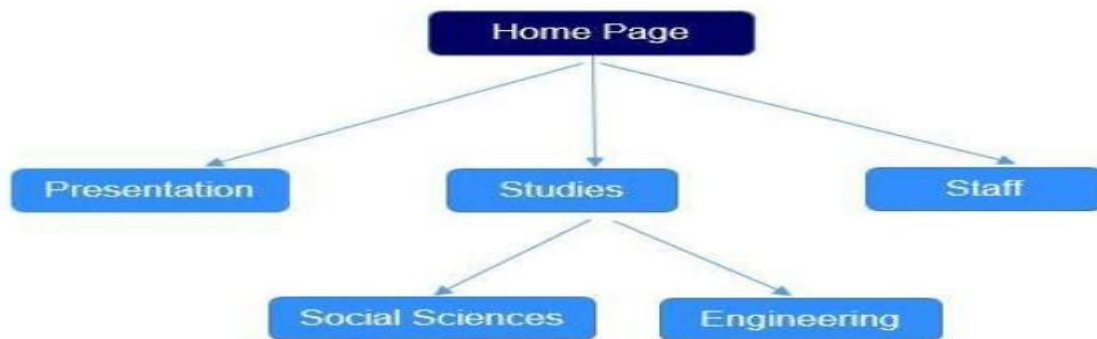 Home Page
Presentation
Studies
Staff
Social Sciences
Engineering